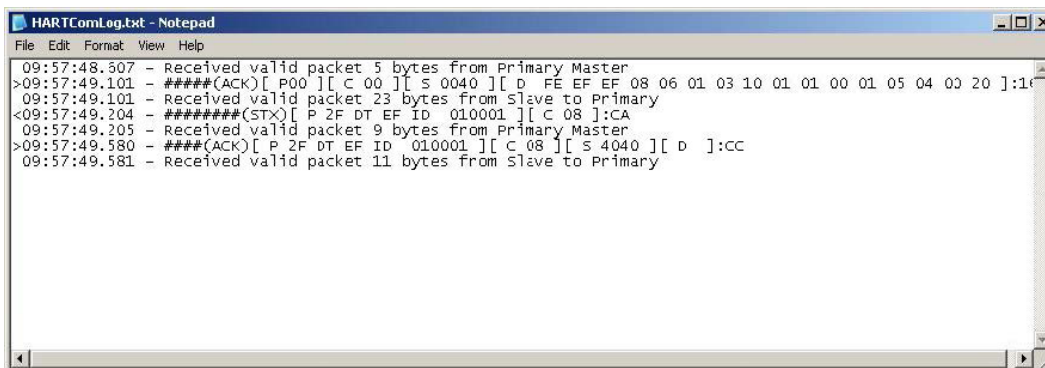 HARTComLog.txt - Notepad
File Edit Format View Help
09:57:48.607 - Received valid packet 5 bytes from Primary Master
>09:57:49.101 - #####(ACK)[ P00 ][ C 00 ][ S 0040 ][ D FE EF EF 08 06 01 03 10 01 01 00 01 05 04 00 20 ]:16
09:57:49.101 - Received valid packet 23 bytes from Slave to Primary
<09:57:49.204 - ########(STX)[ P 2F DT EF ID 010001 ][ C 08 ]:CA
09:57:49.205 - Received valid packet 9 bytes from Primary Master
>09:57:49.580 - ####(ACK)[ P 2F DT EF ID 010001 ][ C 08 ][ S 4040 ][ D ]:CC
09:57:49.581 - Received valid packet 11 bytes from Slave to Primary